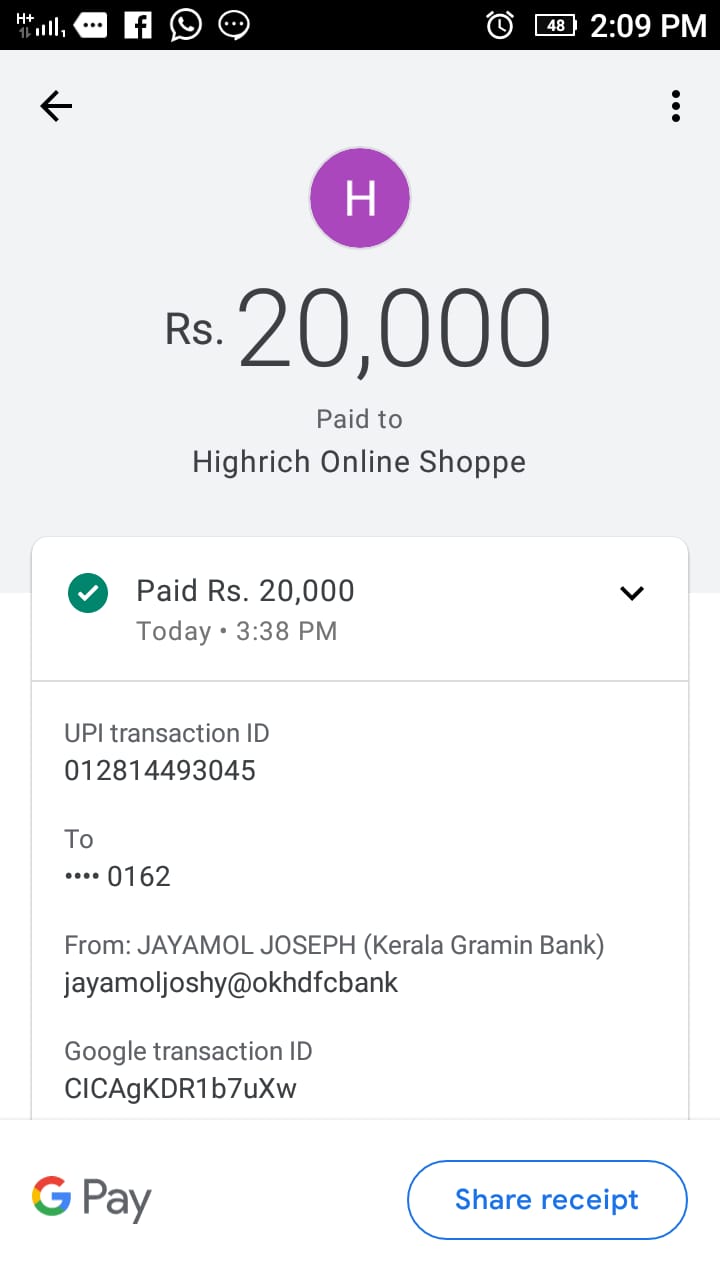 H+ 48 2:09 PM
H
Rs. 20,000
Paid to
Highrich Online Shoppe
Paid Rs. 20,000
Today • 3:38 PM
UPI transaction ID
012814493045
To
•••• 0162
From: JAYAMOL JOSEPH (Kerala Gramin Bank)
jayamoljoshy@okhdfcbank
Google transaction ID
CICAgKDR1b7uXw
G Pay Share receipt